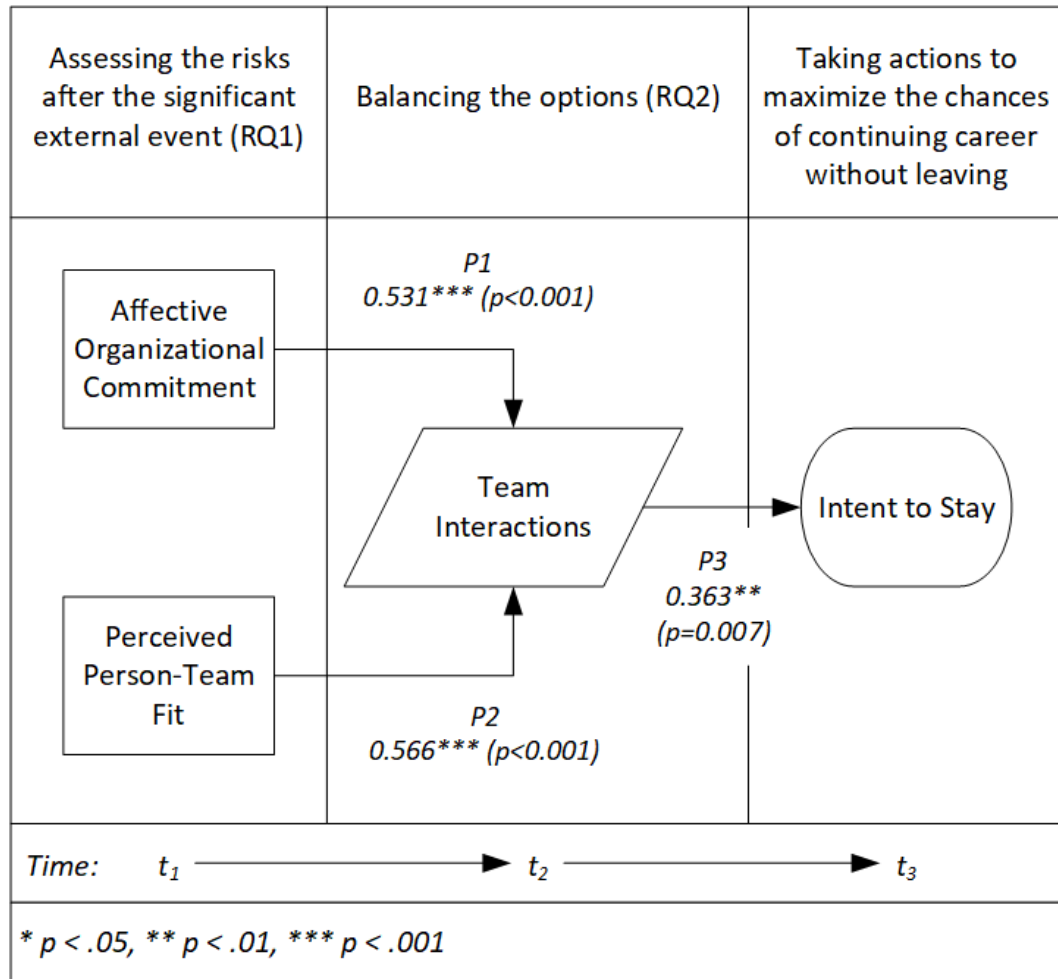 Assessing the risks
after the significant
external event (RQ1)
Balancing the options (RQ2)
Taking actions to
maximize the chances
of continuing career
without leaving
Affective
Organizational
Commitment
P1
0.531*** (p<0.001)
Team
Interactions
Intent to Stay
P3
0.363**
(p=0.007)
Perceived
Person-Team
Fit
P2
0.566*** (p<0.001)
Time: t₁ t₂ t₃
* p < .05, ** p < .01, *** p < .001